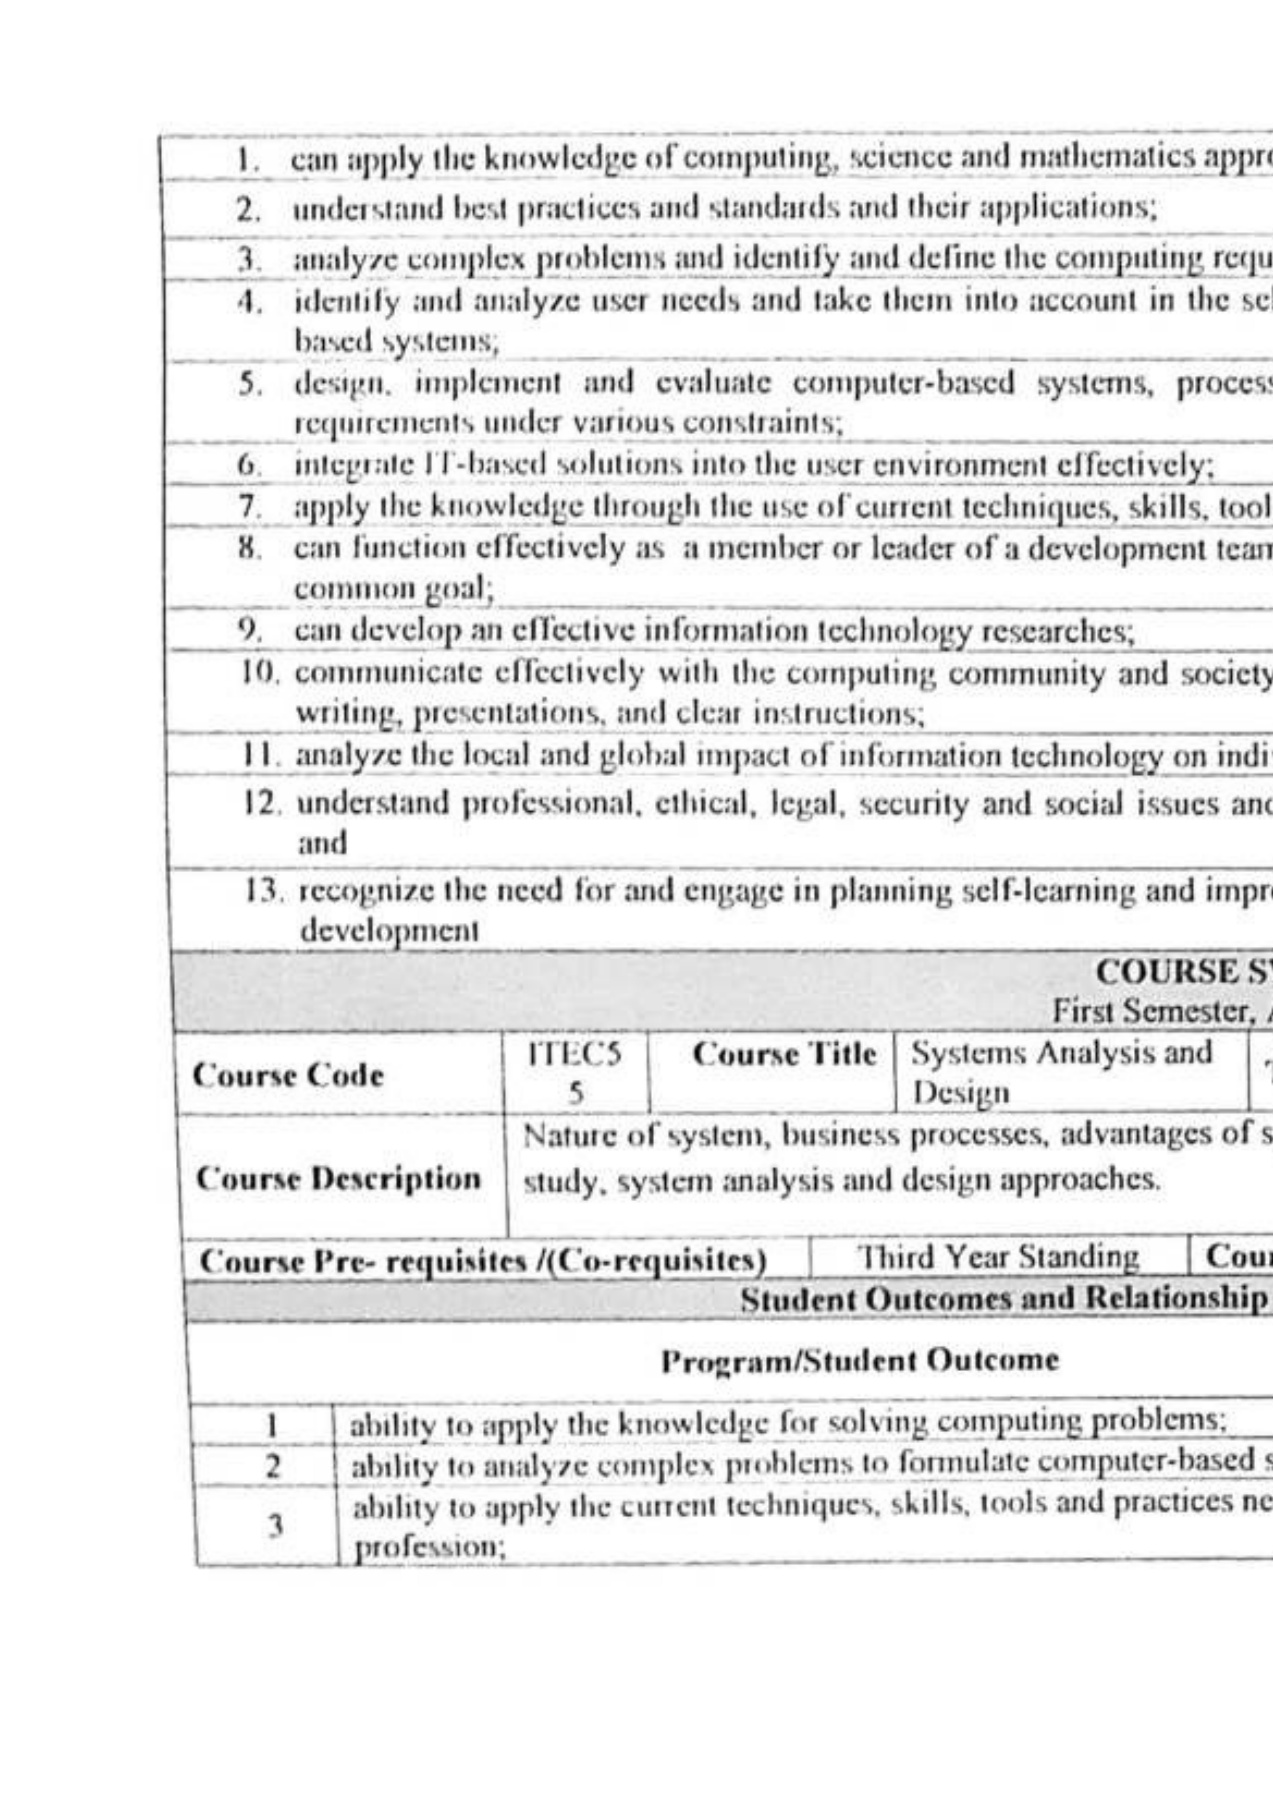 1. can apply the knowledge of computing, science and mathematics
2. understand best practices and standards and their applications;
3. analyze complex problems and identify and define the computing
4. identify and analyze user needs and take them into account in the
based systems;
5. design, implement and evaluate computer-based systems,
requirements under various constraints;
6. integrate IT-based solutions into the user environment effectively;
7. apply the knowledge through the use of current techniques, skills, tool
8. can function effectively as a member or leader of a development team
common goal;
9. can develop an effective information technology researches;
10. communicate effectively with the computing community and society
writing, presentations, and clear instructions;
11. analyze the local and global impact of information technology on indi
12. understand professional, ethical, legal, security and social issues and
and
13. recognize the need for and engage in planning self-learning and
development
COURSE
First Semester,
Course Code ITEC5 Course Title Systems Analysis and
5 Design
Nature of system, business processes, advantages of s
Course Description study, system analysis and design approaches.
Course Pre- requisites /(Co-requisites) Third Year Standing Cour
Student Outcomes and Relationship
Program/Student Outcome
1 ability to apply the knowledge for solving computing problems;
2 ability to analyze complex problems to formulate computer-based s
3 ability to apply the current techniques, skills, tools and practices ne
profession;